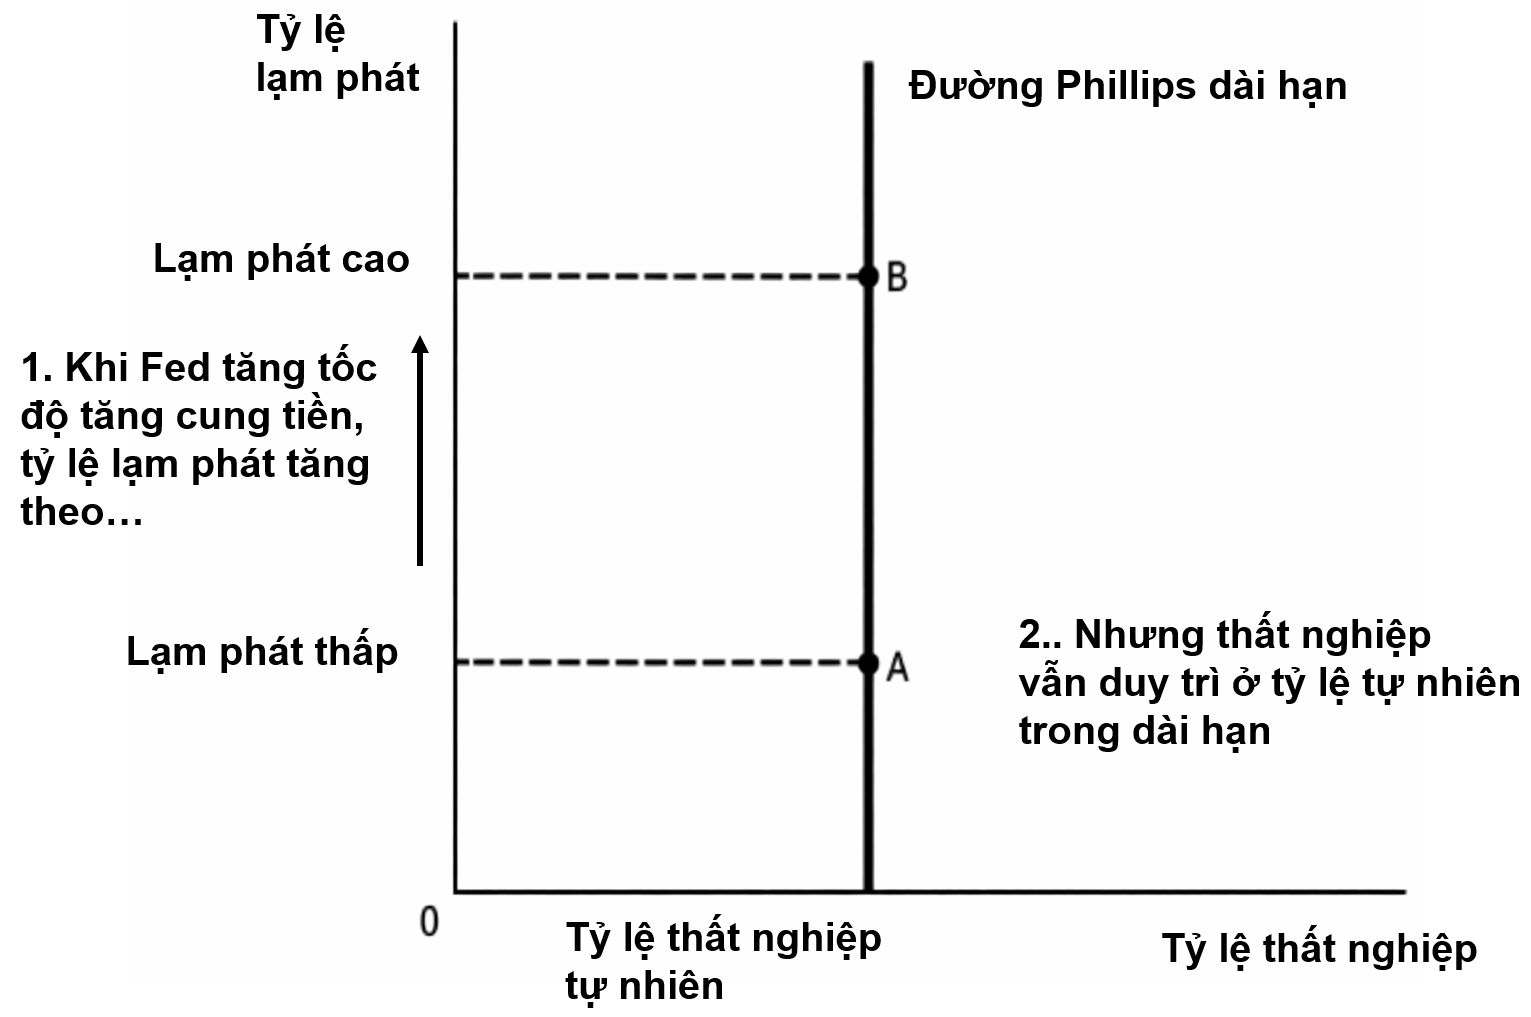 Tỷ lệ
lạm phát
Đường Phillips dài hạn
Lạm phát cao
B
1. Khi Fed tăng tốc
độ tăng cung tiền,
tỷ lệ lạm phát tăng
theo…
Lạm phát thấp
A
2.. Nhưng thất nghiệp
vẫn duy trì ở tỷ lệ tự nhiên
trong dài hạn
0
Tỷ lệ thất nghiệp
tự nhiên
Tỷ lệ thất nghiệp